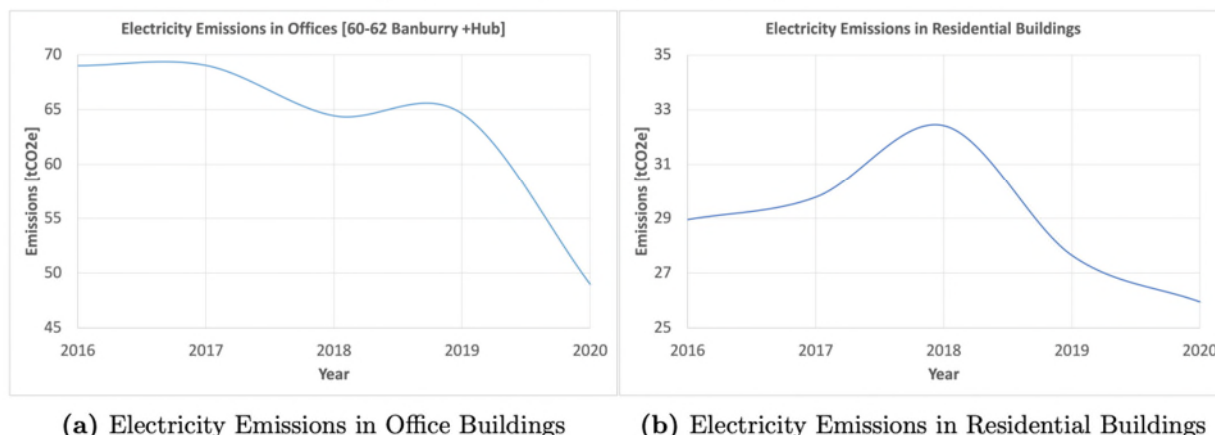 Electricity Emissions in Offices [60-62 Banburry +Hub]
70
65
60
55
50
45
Emissions [tCO2e]
2016 2017 2018 2019 2020
Year
Electricity Emissions in Residential Buildings
35
33
31
29
27
25
Emissions [tCO2e]
2016 2017 2018 2019 2020
Year
(a) Electricity Emissions in Office Buildings
(b) Electricity Emissions in Residential Buildings